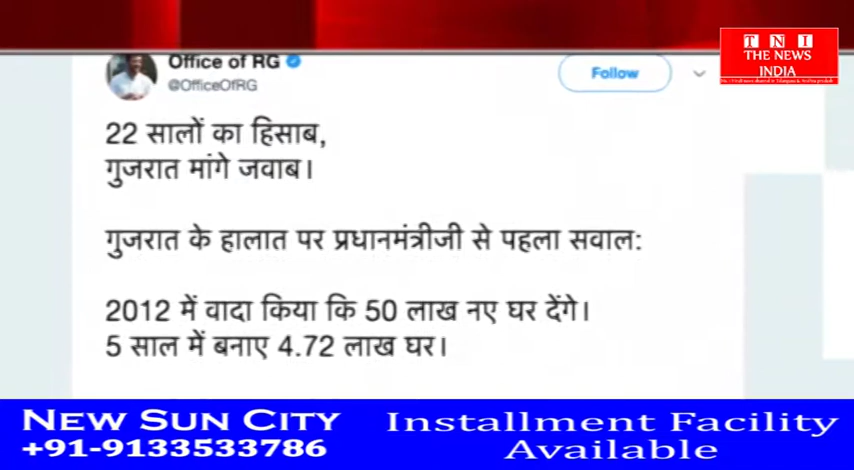 Office of RG
@OfficeOfRG
Follow
T N I
THE NEWS
INDIA
22 सालों का हिसाब,
गुजरात मांगे जवाब।
गुजरात के हालात पर प्रधानमंत्रीजी से पहला सवाल:
2012 में वादा किया कि 50 लाख नए घर देंगे।
5 साल में बनाए 4.72 लाख घर।
NEW SUN CITY
+91-9133533786
Installment Facility
Available